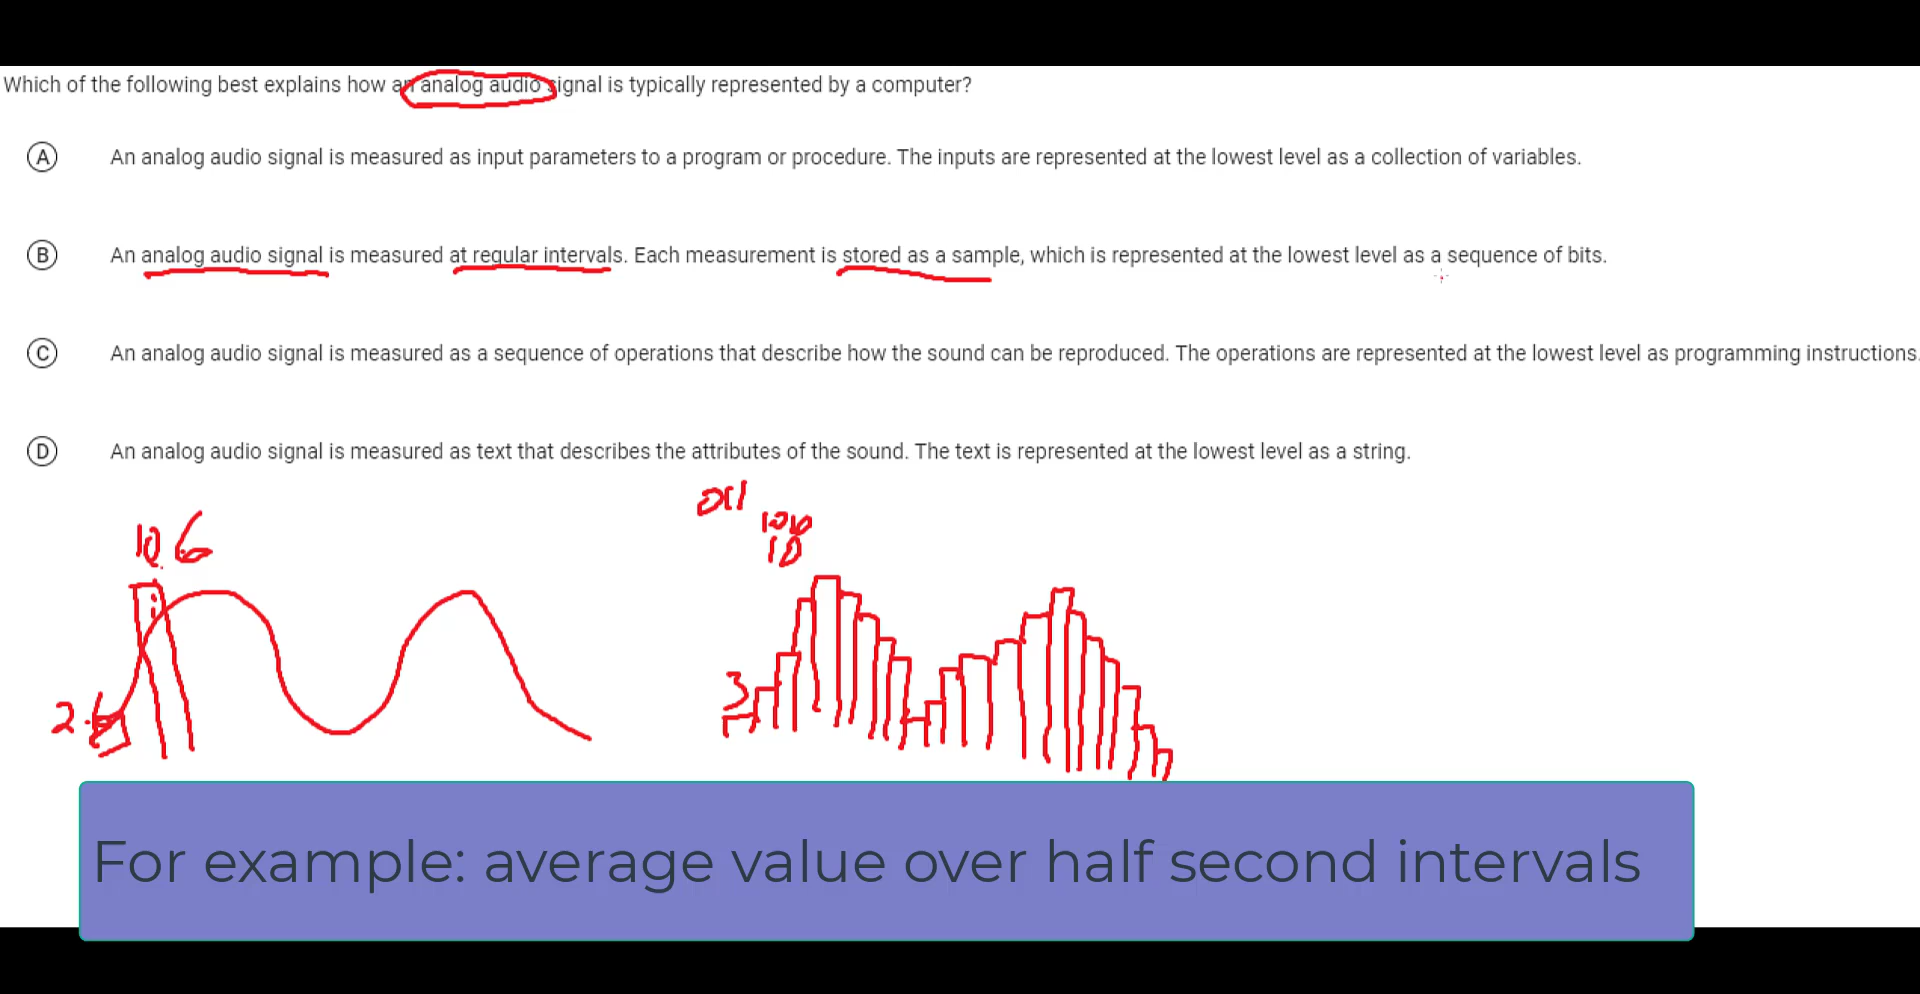 Which of the following best explains how an analog audio signal is typically represented by a computer?
A An analog audio signal is measured as input parameters to a program or procedure. The inputs are represented at the lowest level as a collection of variables.
B An analog audio signal is measured at regular intervals. Each measurement is stored as a sample, which is represented at the lowest level as a sequence of bits.
C An analog audio signal is measured as a sequence of operations that describe how the sound can be reproduced. The operations are represented at the lowest level as programming instructions.
D An analog audio signal is measured as text that describes the attributes of the sound. The text is represented at the lowest level as a string.
011
10.6
10
3
2.6
For example: average value over half second intervals